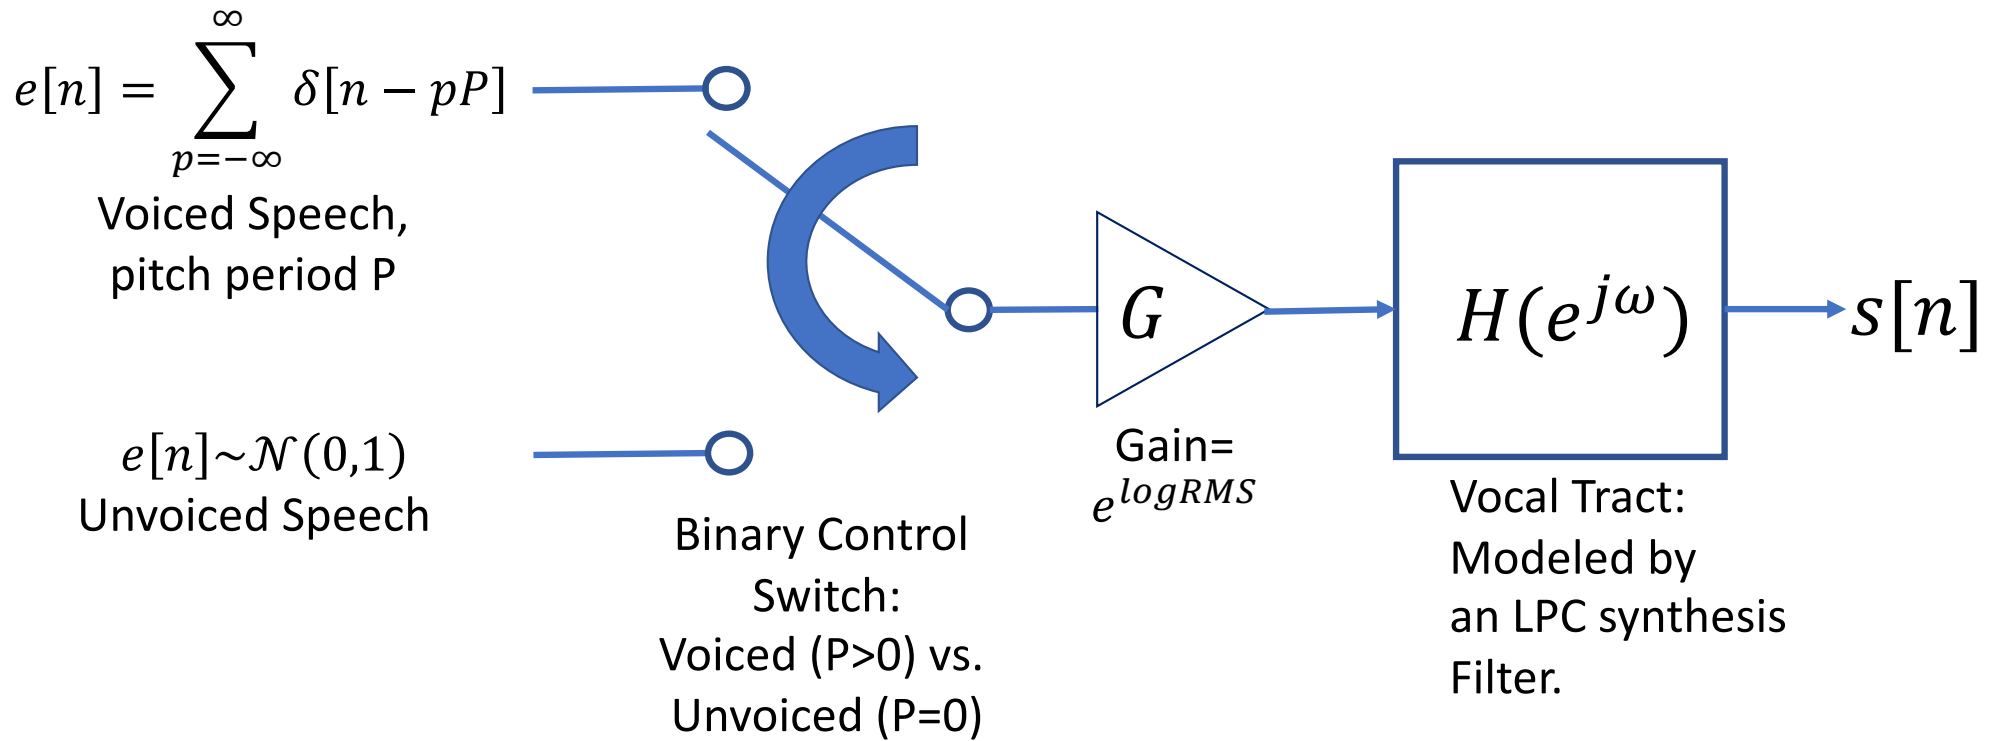 e[n] = ∑_{p=−∞}^{∞} δ[n − pP]
Voiced Speech,
pitch period P
e[n]~𝒩(0,1)
Unvoiced Speech
Binary Control
Switch:
Voiced (P>0) vs.
Unvoiced (P=0)
G
Gain=
e^{logRMS}
H(e^{jω})
Vocal Tract:
Modeled by
an LPC synthesis
Filter.
s[n]